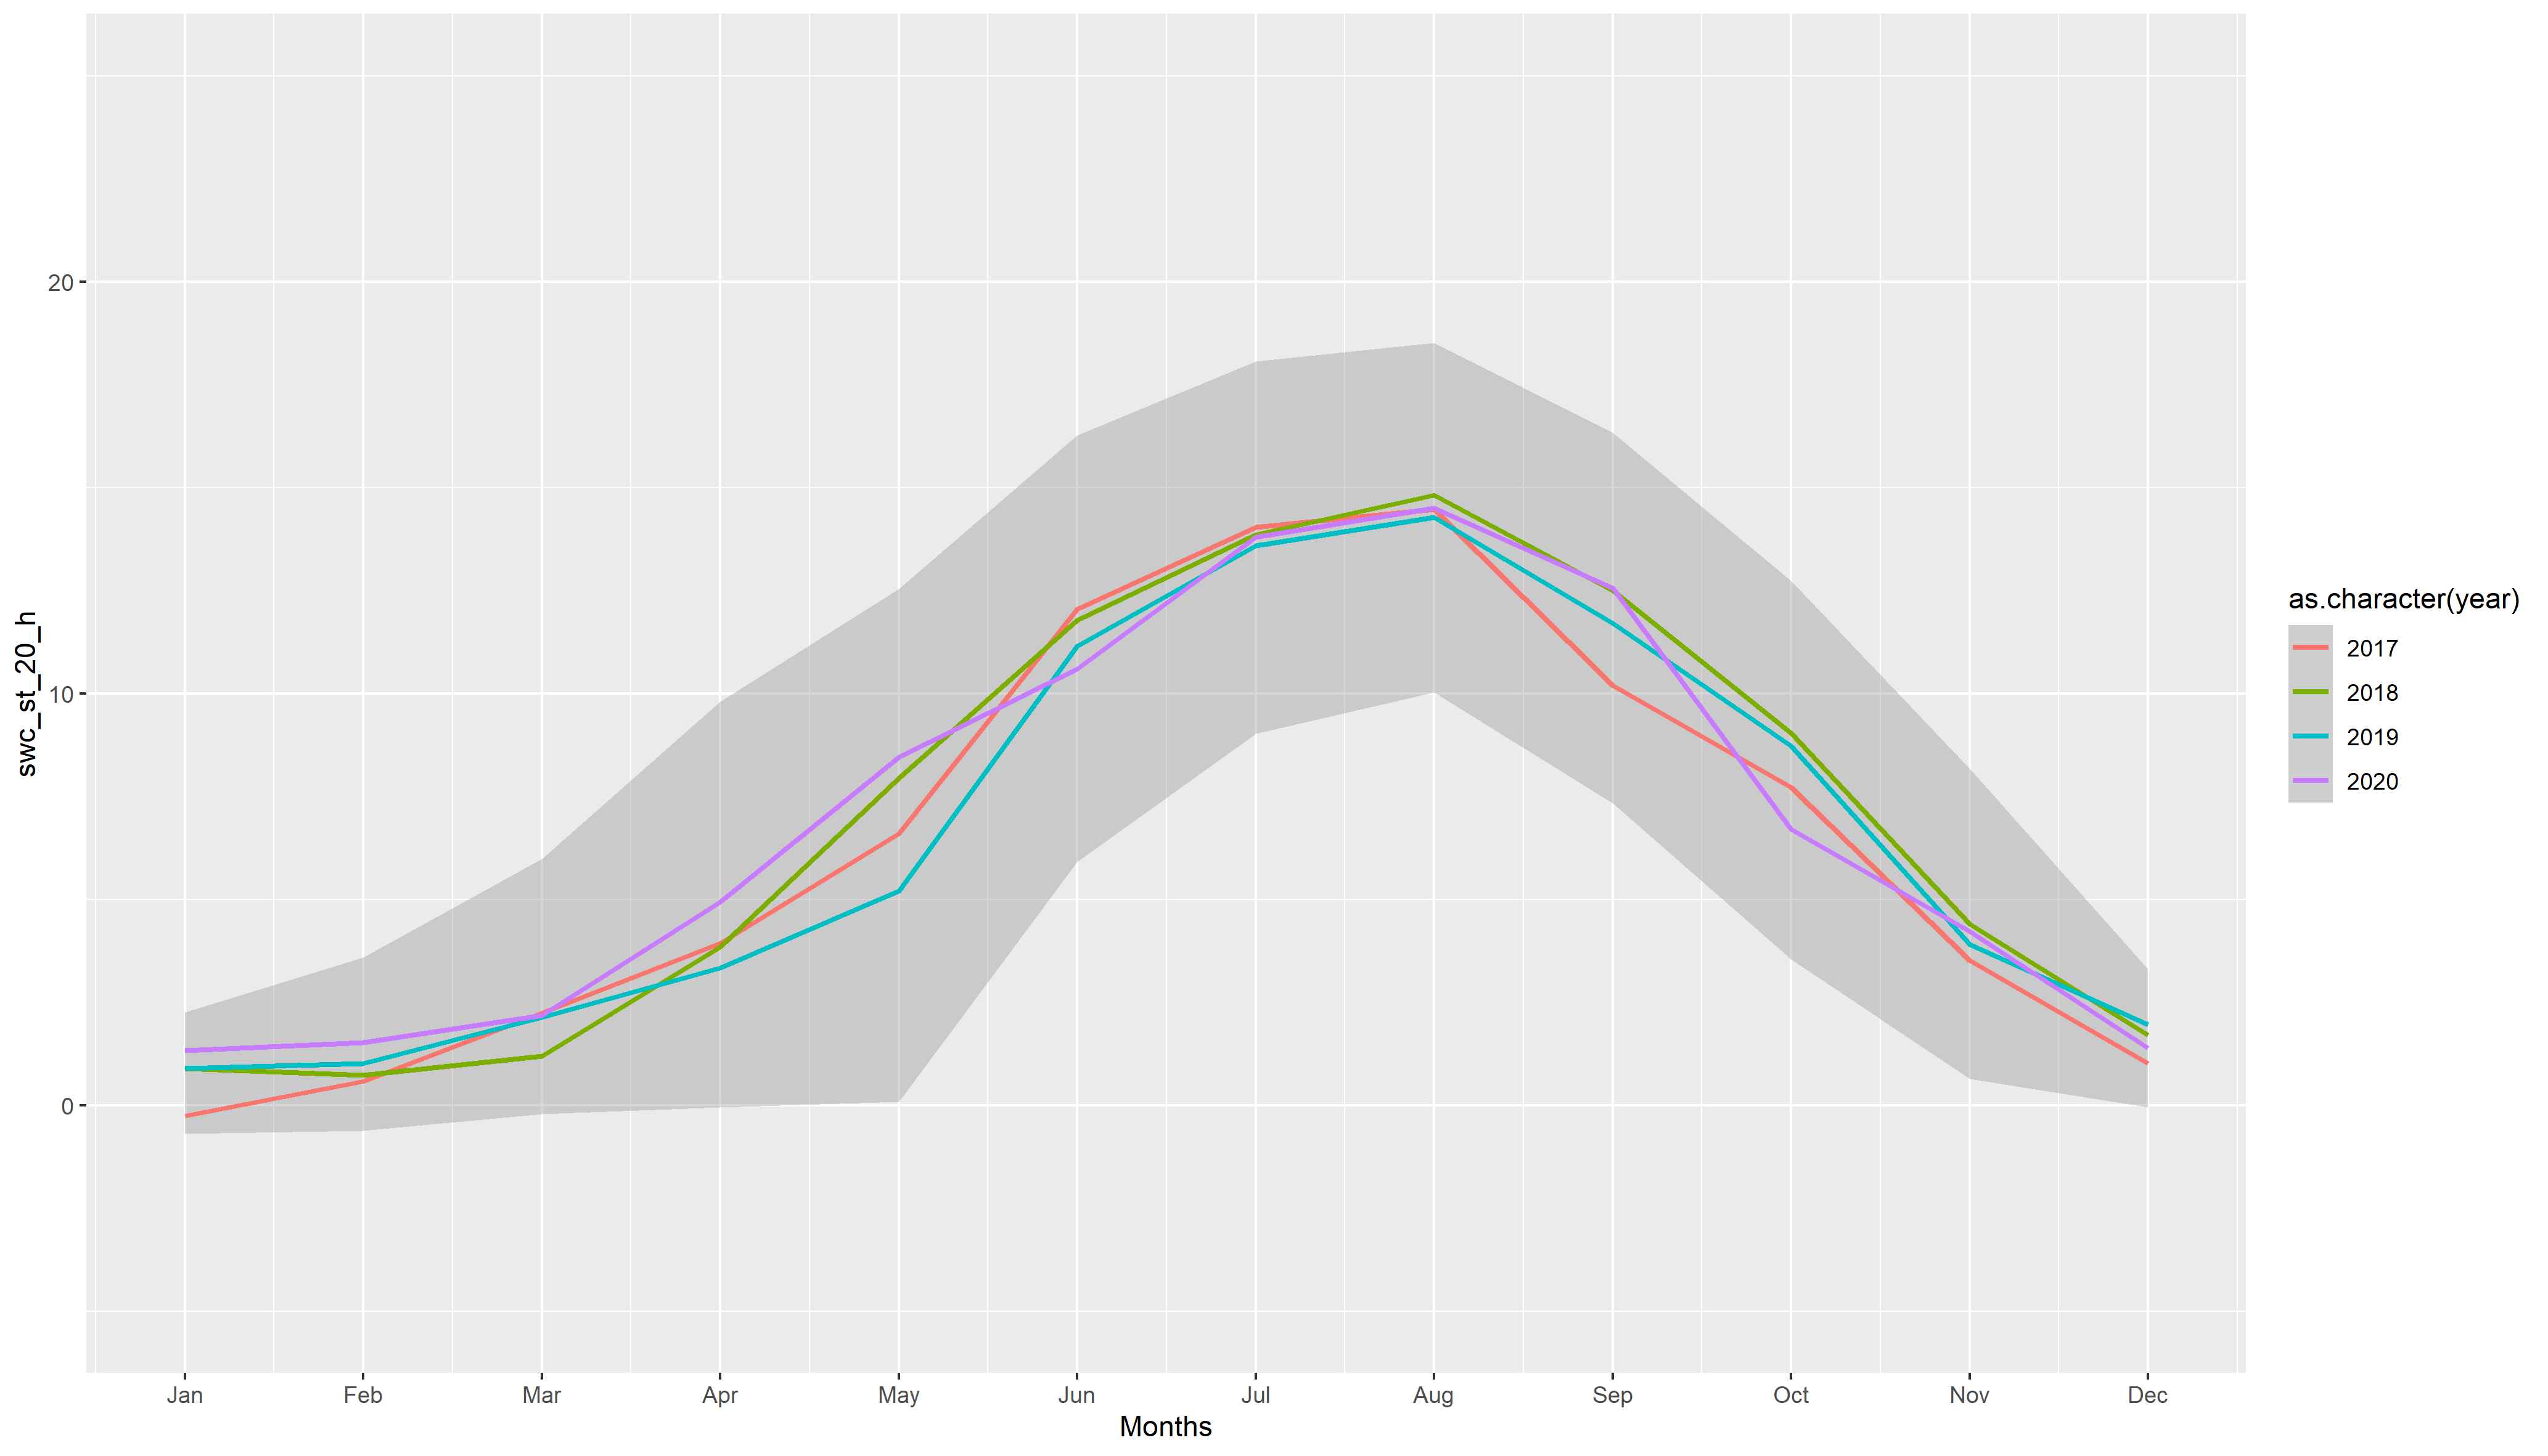 20
10
0
swc_st_20_h
Jan Feb Mar Apr May Jun Jul Aug Sep Oct Nov Dec
Months
as.character(year)
2017
2018
2019
2020